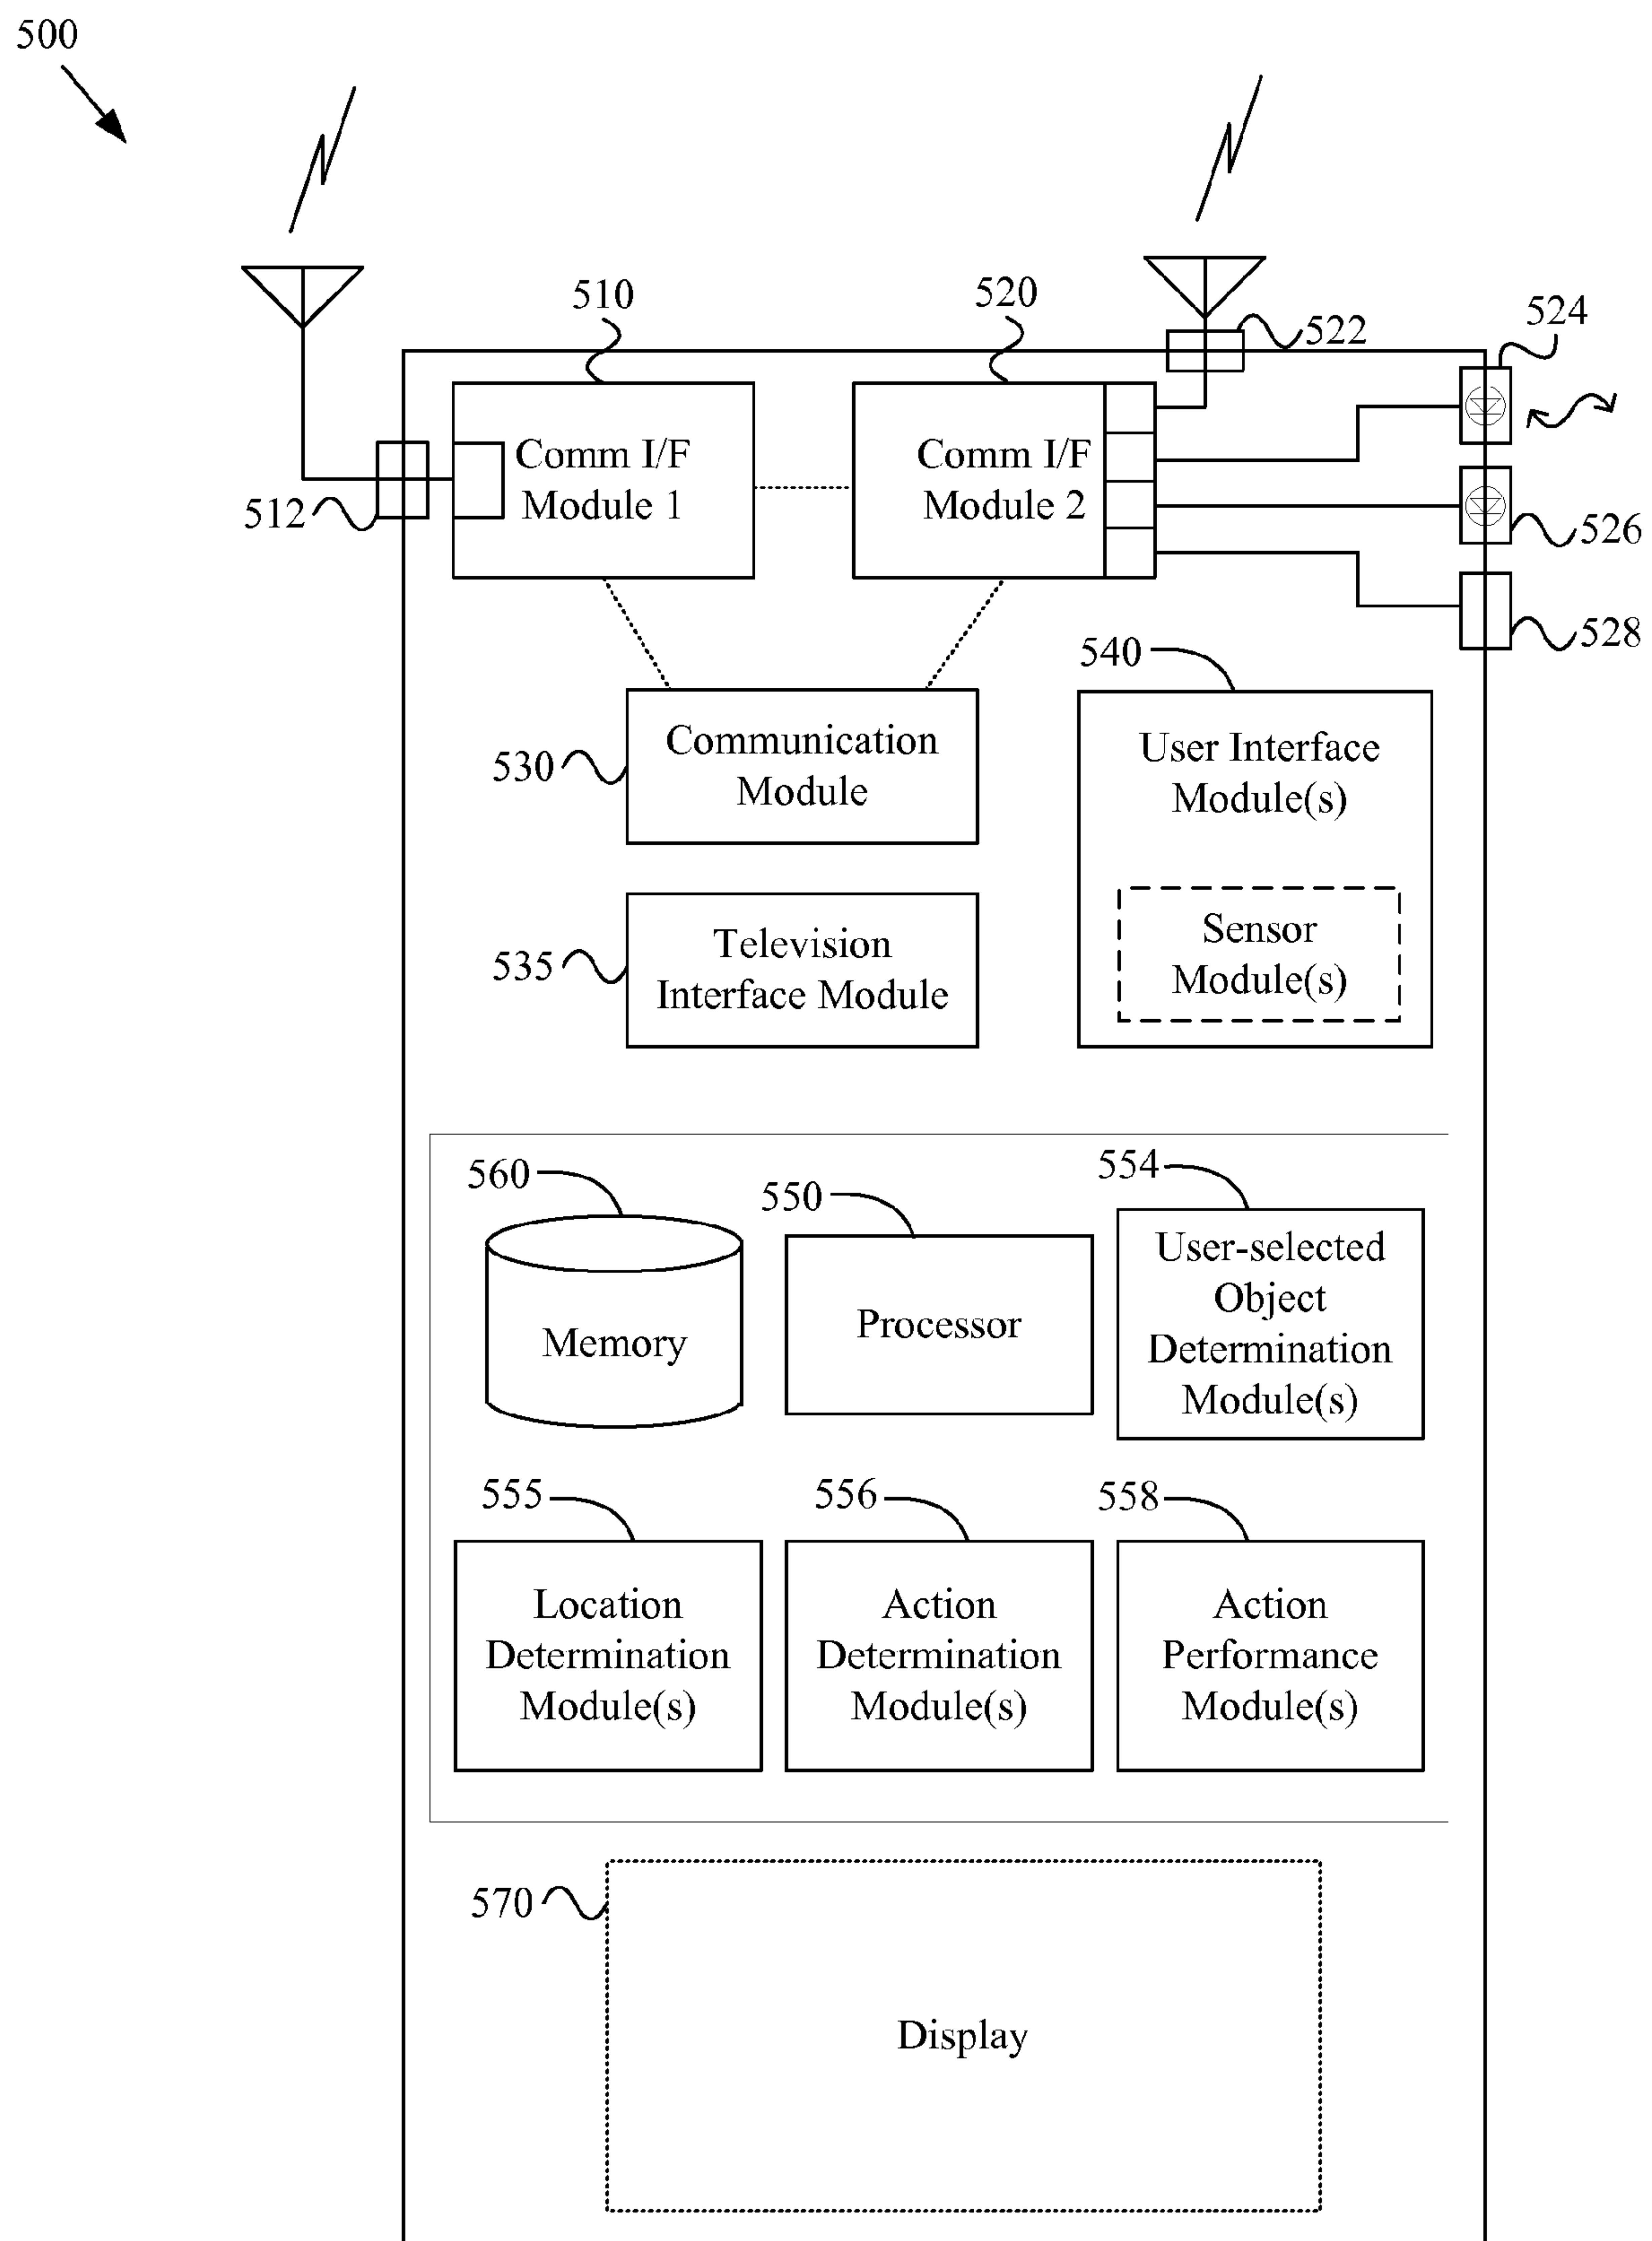 500
510
520
522
524
Comm I/F
Module 1
Comm I/F
Module 2
512
526
528
540
530
Communication
Module
User Interface
Module(s)
535
Television
Interface Module
Sensor
Module(s)
560
550
554
Memory
Processor
User-selected
Object
Determination
Module(s)
555
556
558
Location
Determination
Module(s)
Action
Determination
Module(s)
Action
Performance
Module(s)
570
Display